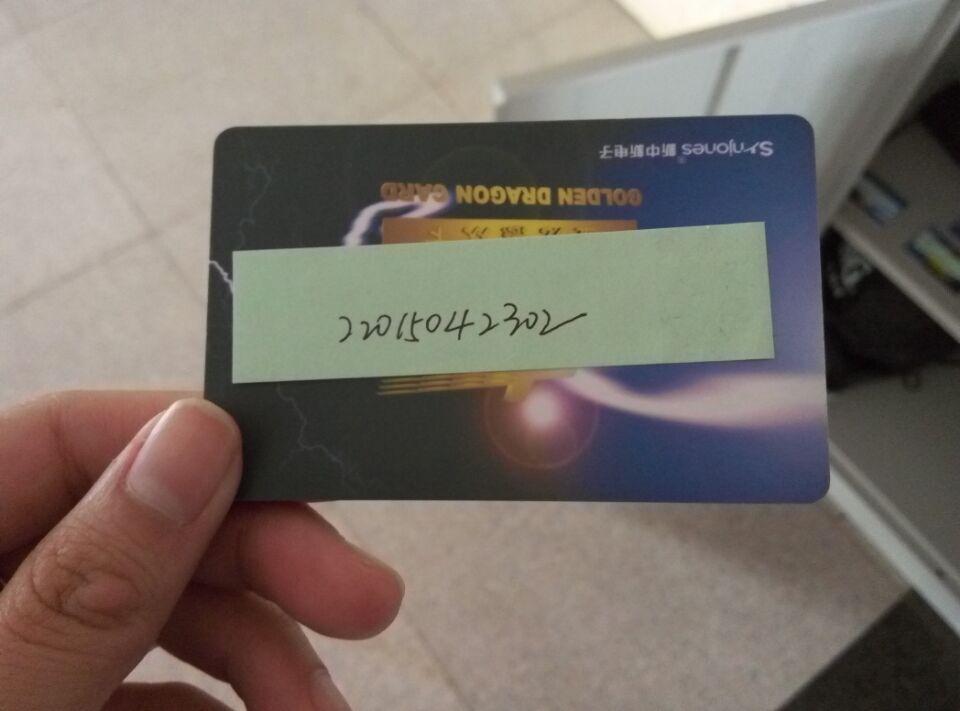 Synjones® 新中新电子
GOLDEN DRAGON CARD
22015042302